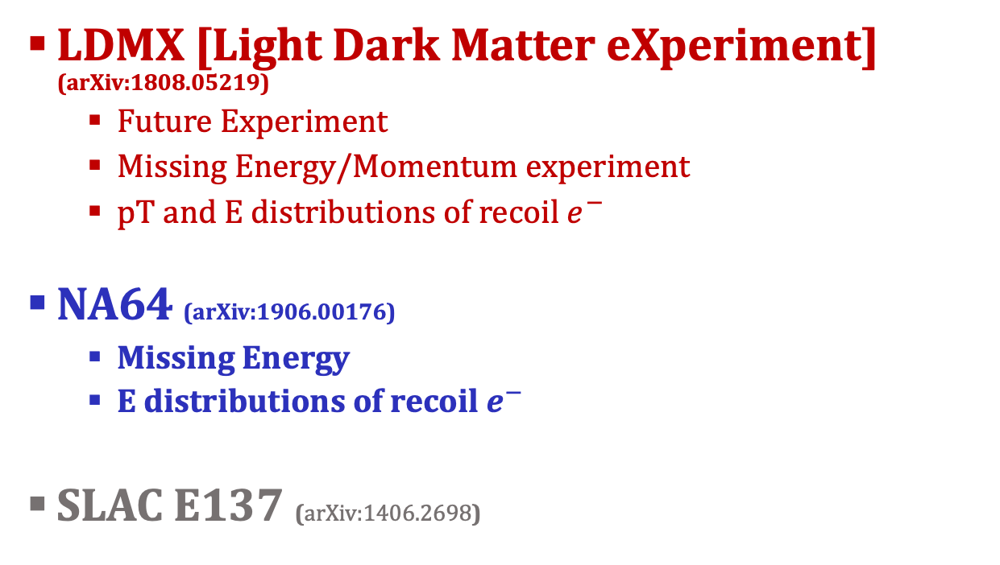 ▪ LDMX [Light Dark Matter eXperiment]
(arXiv:1808.05219)
▪ Future Experiment
▪ Missing Energy/Momentum experiment
▪ pT and E distributions of recoil e⁻
▪ NA64 (arXiv:1906.00176)
▪ Missing Energy
▪ E distributions of recoil e⁻
▪ SLAC E137 (arXiv:1406.2698)